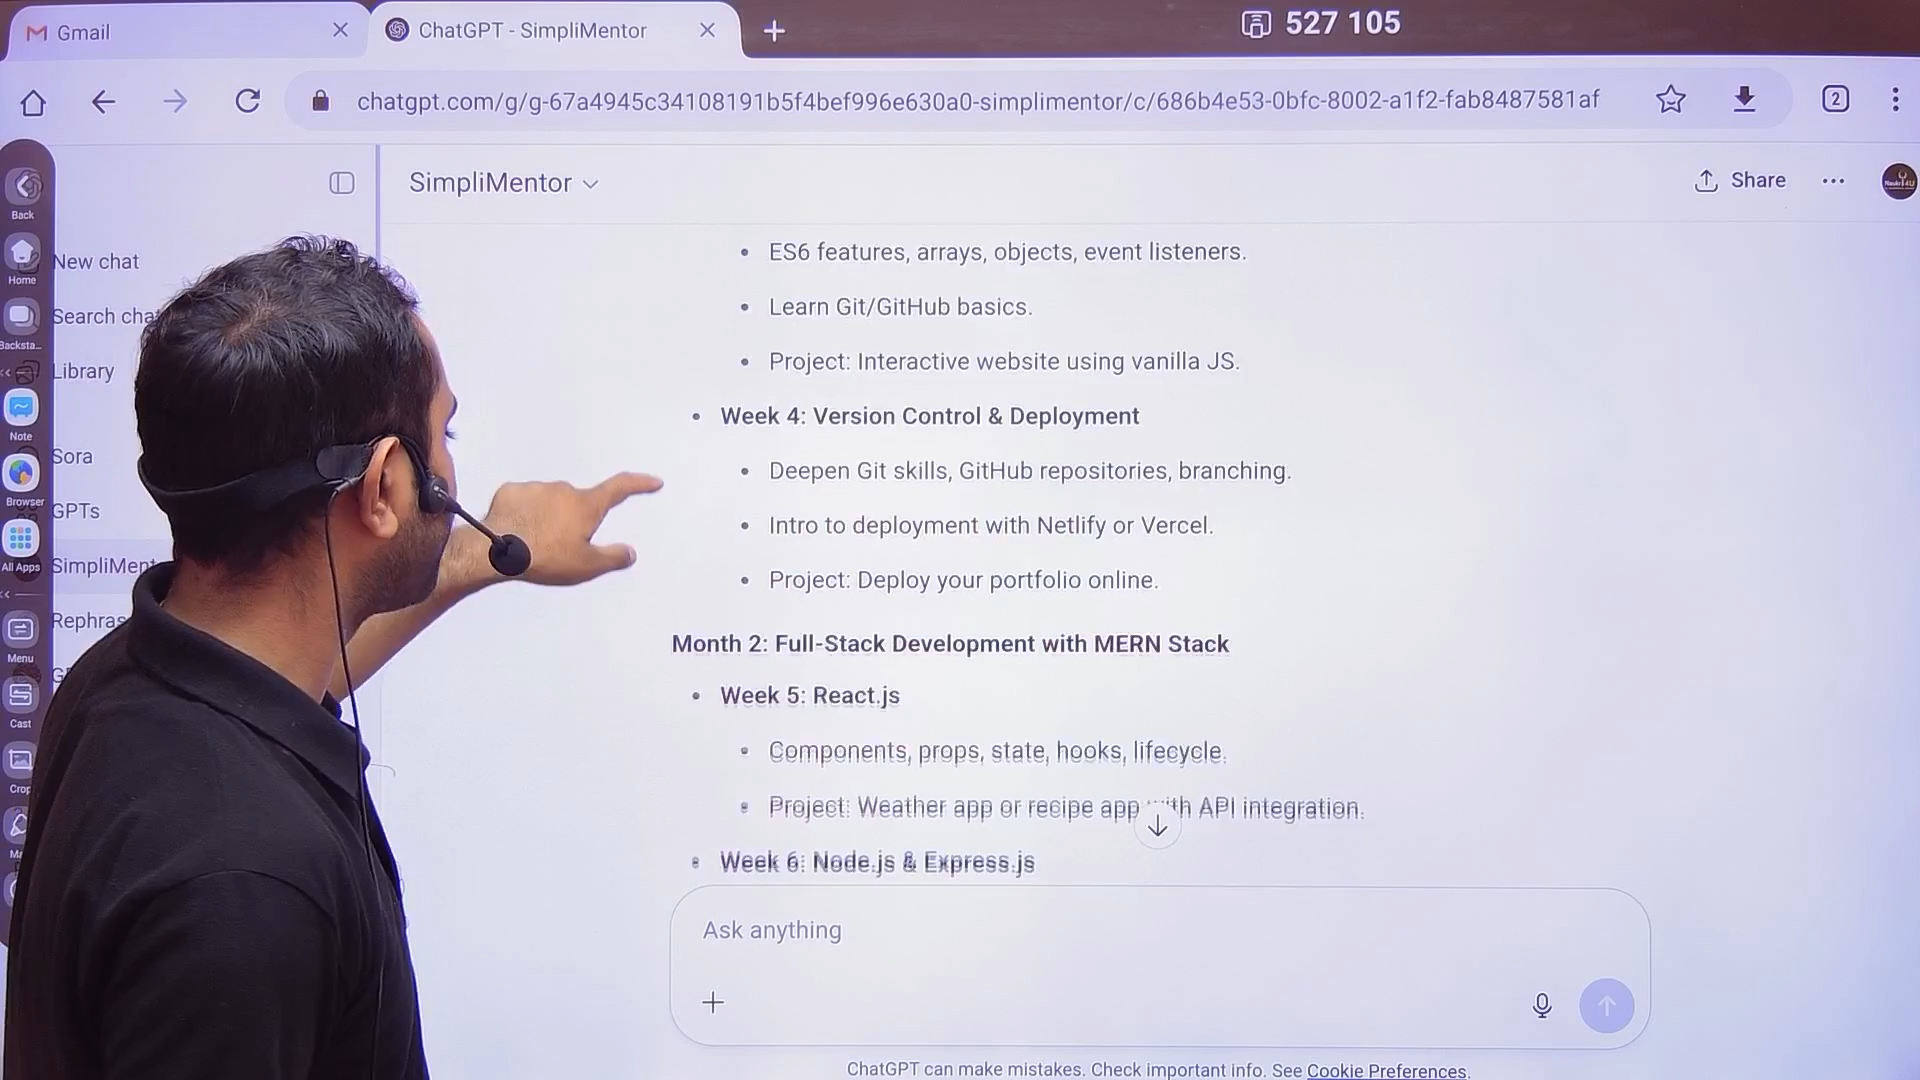 Gmail
ChatGPT - SimpliMentor
527 105
chatgpt.com/g/g-67a4945c34108191b5f4bef996e630a0-simplimentor/c/686b4e53-0bfc-8002-a1f2-fab8487581af
2
SimpliMentor
Share
Back
Home
Backsta...
Note
Browser
All Apps
Menu
Cast
Crop
New chat
Search cha
Library
Sora
GPTs
SimpliMent
Rephras
ES6 features, arrays, objects, event listeners.
Learn Git/GitHub basics.
Project: Interactive website using vanilla JS.
Week 4: Version Control & Deployment
Deepen Git skills, GitHub repositories, branching.
Intro to deployment with Netlify or Vercel.
Project: Deploy your portfolio online.
Month 2: Full-Stack Development with MERN Stack
Week 5: React.js
Components, props, state, hooks, lifecycle.
Project: Weather app or recipe app with API integration.
Week 6: Node.js & Express.js
Ask anything
ChatGPT can make mistakes. Check important info. See Cookie Preferences.